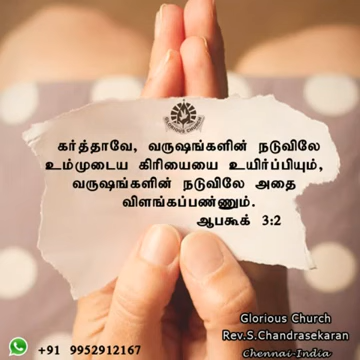 கர்த்தாவே, வருஷங்களின் நடுவிலே
உம்முடைய கிரியையை உயிர்ப்பியும்,
வருஷங்களின் நடுவிலே அதை
விளங்கப்பண்ணும்.
ஆபகூக் 3:2
Glorious Church
Rev.S.Chandrasekaran
Chennai-India
+91 9952912167